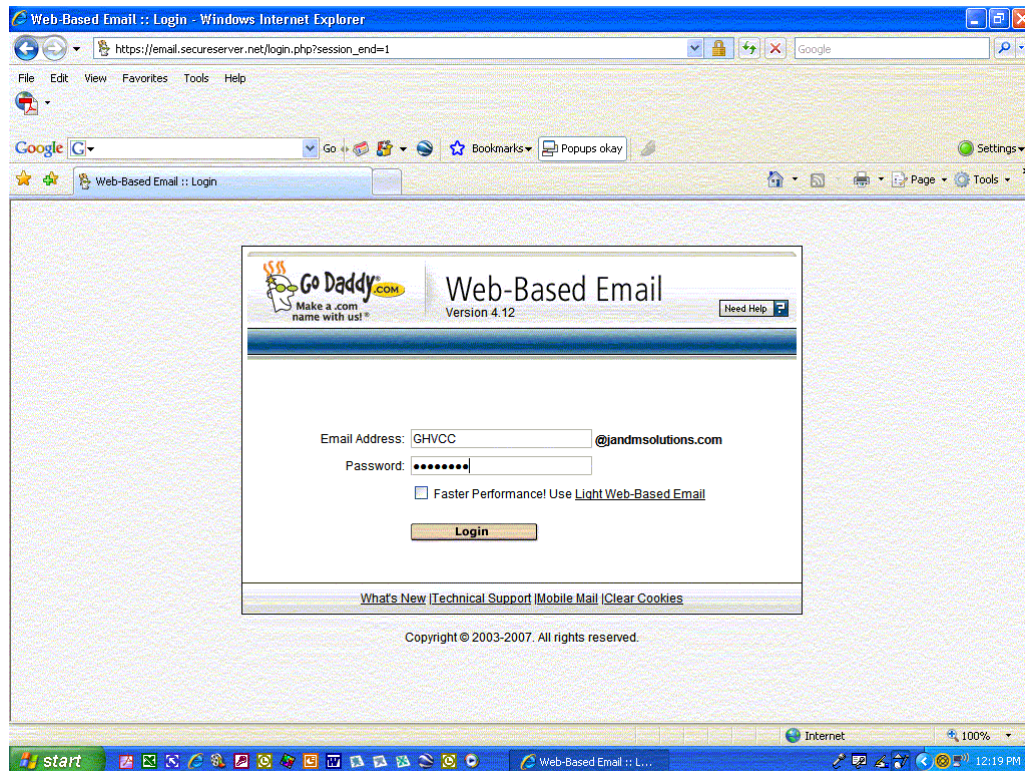 Web-Based Email :: Login - Windows Internet Explorer
https://email.secureserver.net/login.php?session_end=1
Google
File Edit View Favorites Tools Help
Google G Go Bookmarks Popups okay Settings
Web-Based Email :: Login Page Tools
Go Daddy.COM
Make a .com
name with us!®
Web-Based Email
Version 4.12
Need Help ?
Email Address: GHVCC @jandmsolutions.com
Password: ●●●●●●●●
Faster Performance! Use Light Web-Based Email
Login
What's New |Technical Support |Mobile Mail |Clear Cookies
Copyright © 2003-2007. All rights reserved.
Internet 100%
start Web-Based Email :: L... 12:19 PM